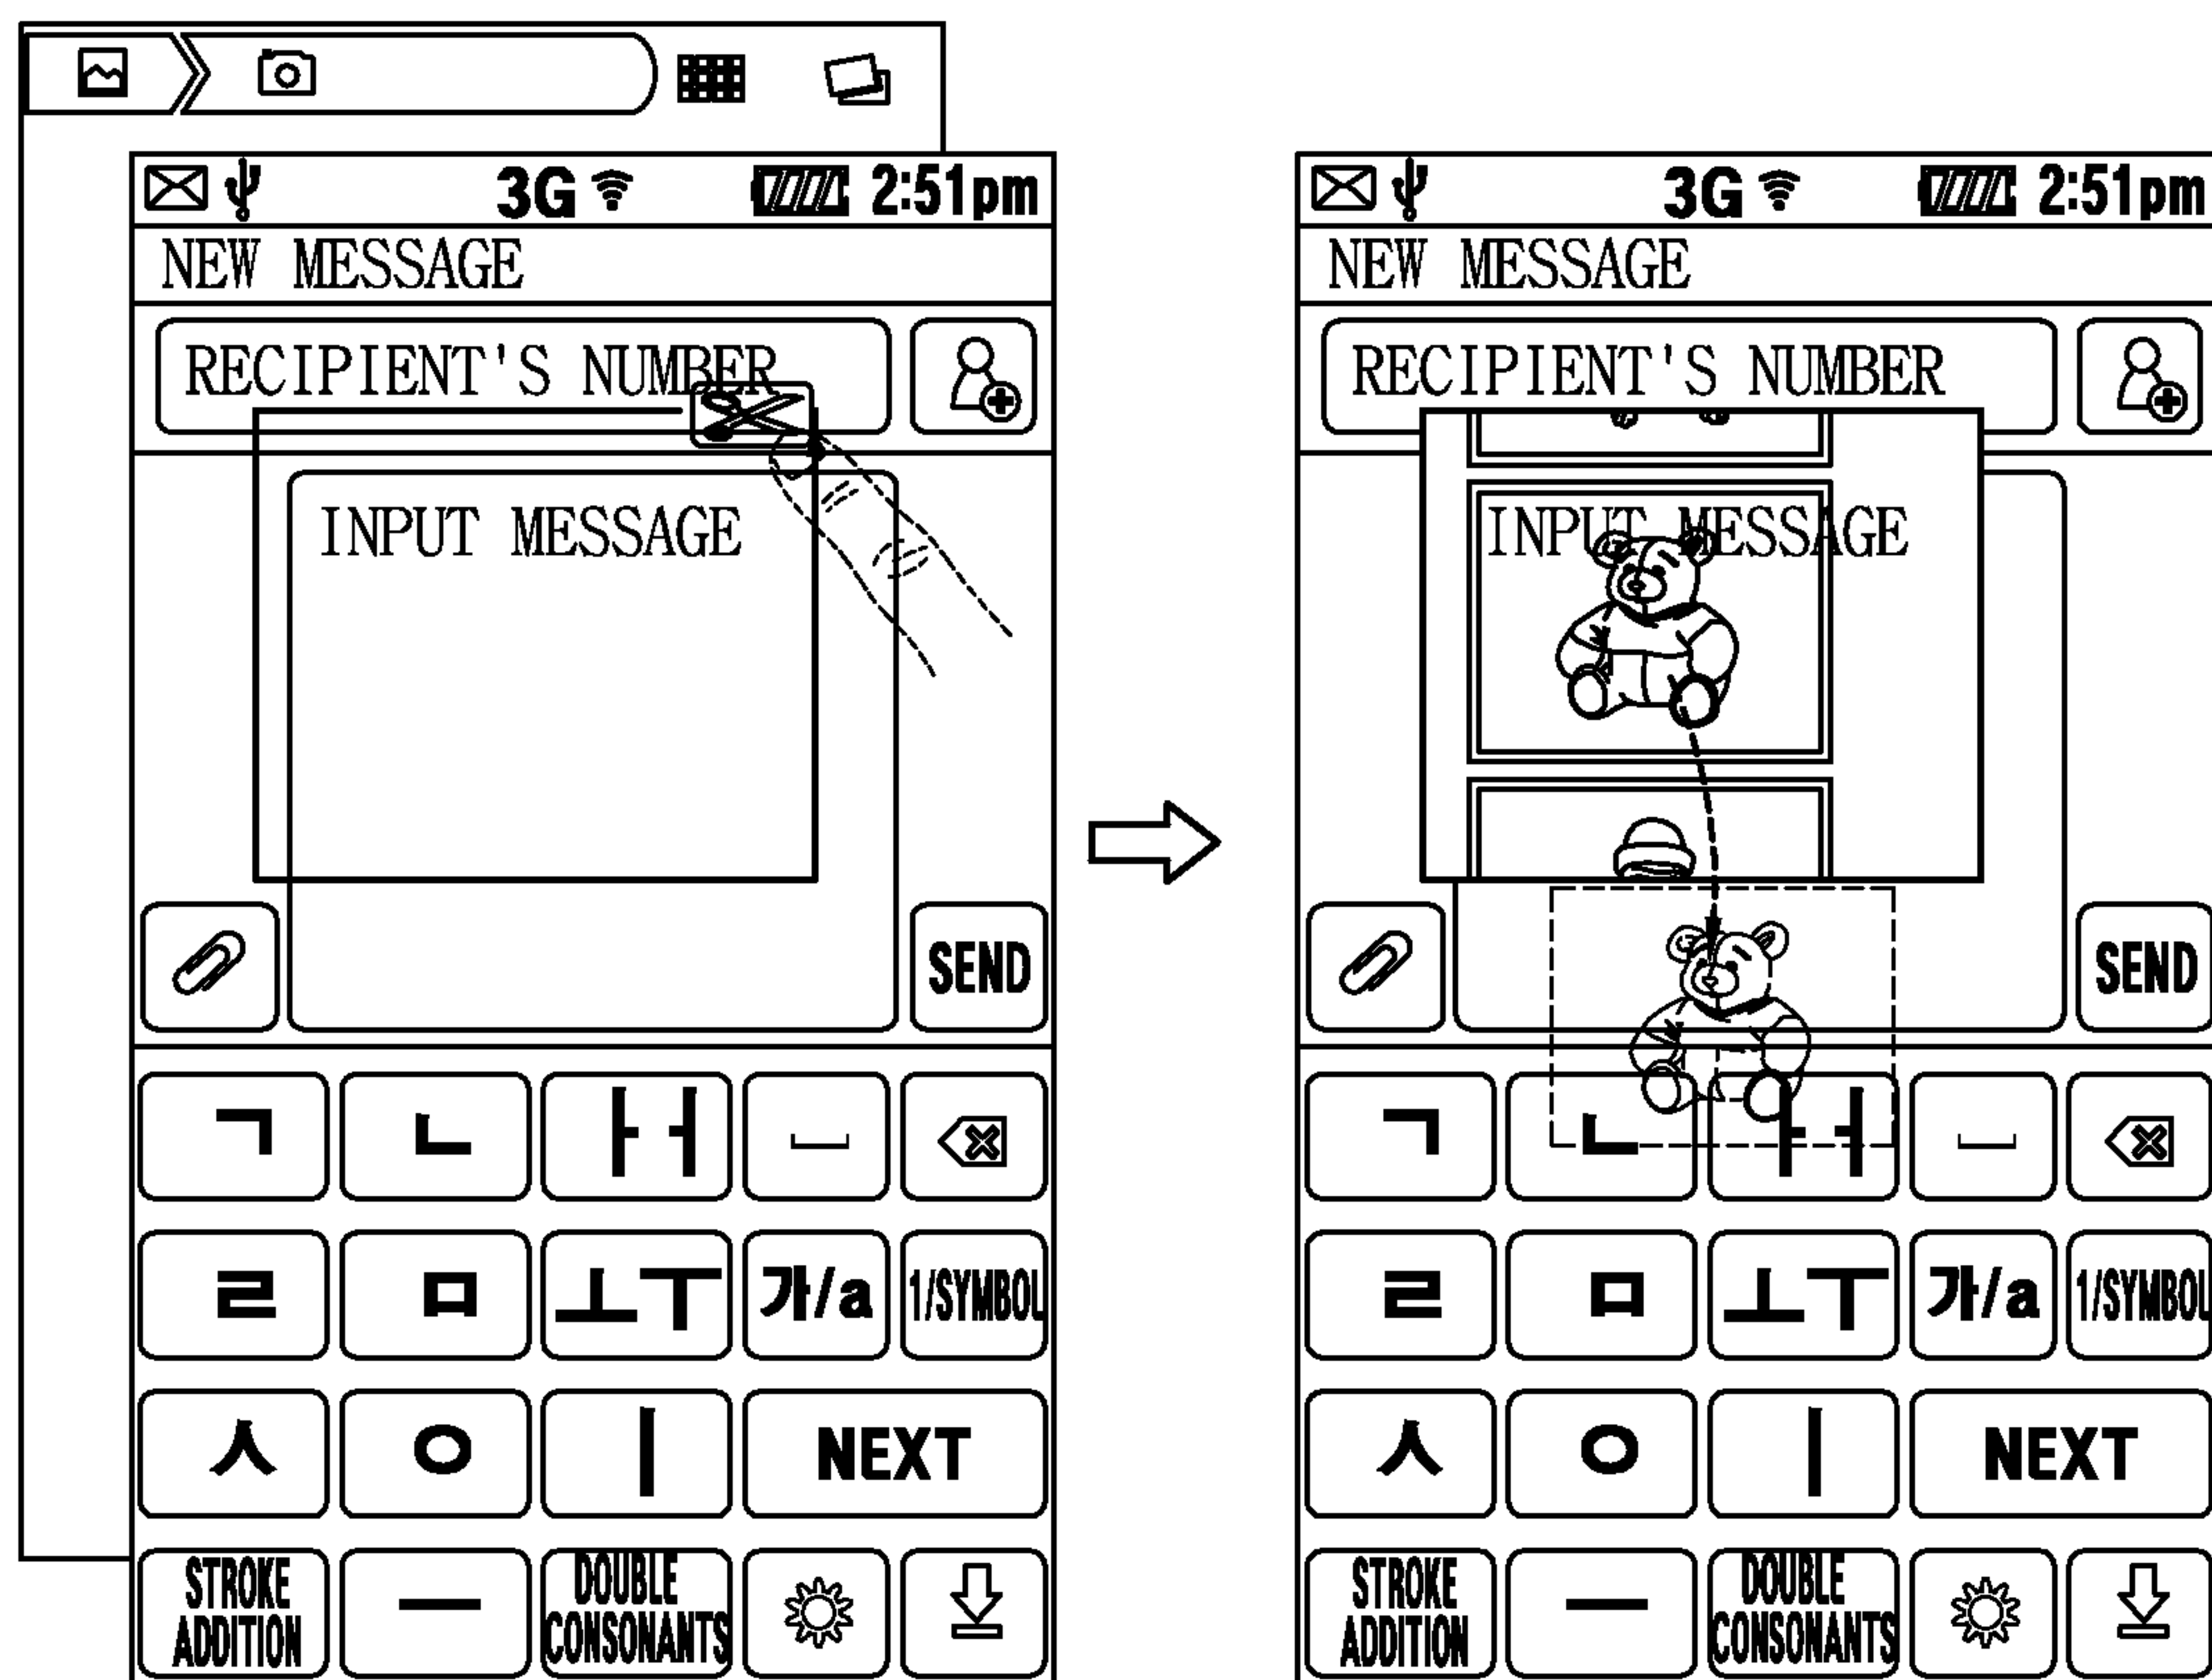 3G 2:51pm
NEW MESSAGE
RECIPIENT'S NUMBER
INPUT MESSAGE
SEND
ㄱ ㄴ ㅏㅓ
ㄹ ㅁ ㅗㅜ 가/a 1/SYMBOL
ㅅ ㅇ ㅣ NEXT
STROKE ADDITION ㅡ DOUBLE CONSONANTS
3G 2:51pm
NEW MESSAGE
RECIPIENT'S NUMBER
INPUT MESSAGE
SEND
ㄱ ㄴ ㅏㅓ
ㄹ ㅁ ㅗㅜ 가/a 1/SYMBOL
ㅅ ㅇ ㅣ NEXT
STROKE ADDITION ㅡ DOUBLE CONSONANTS